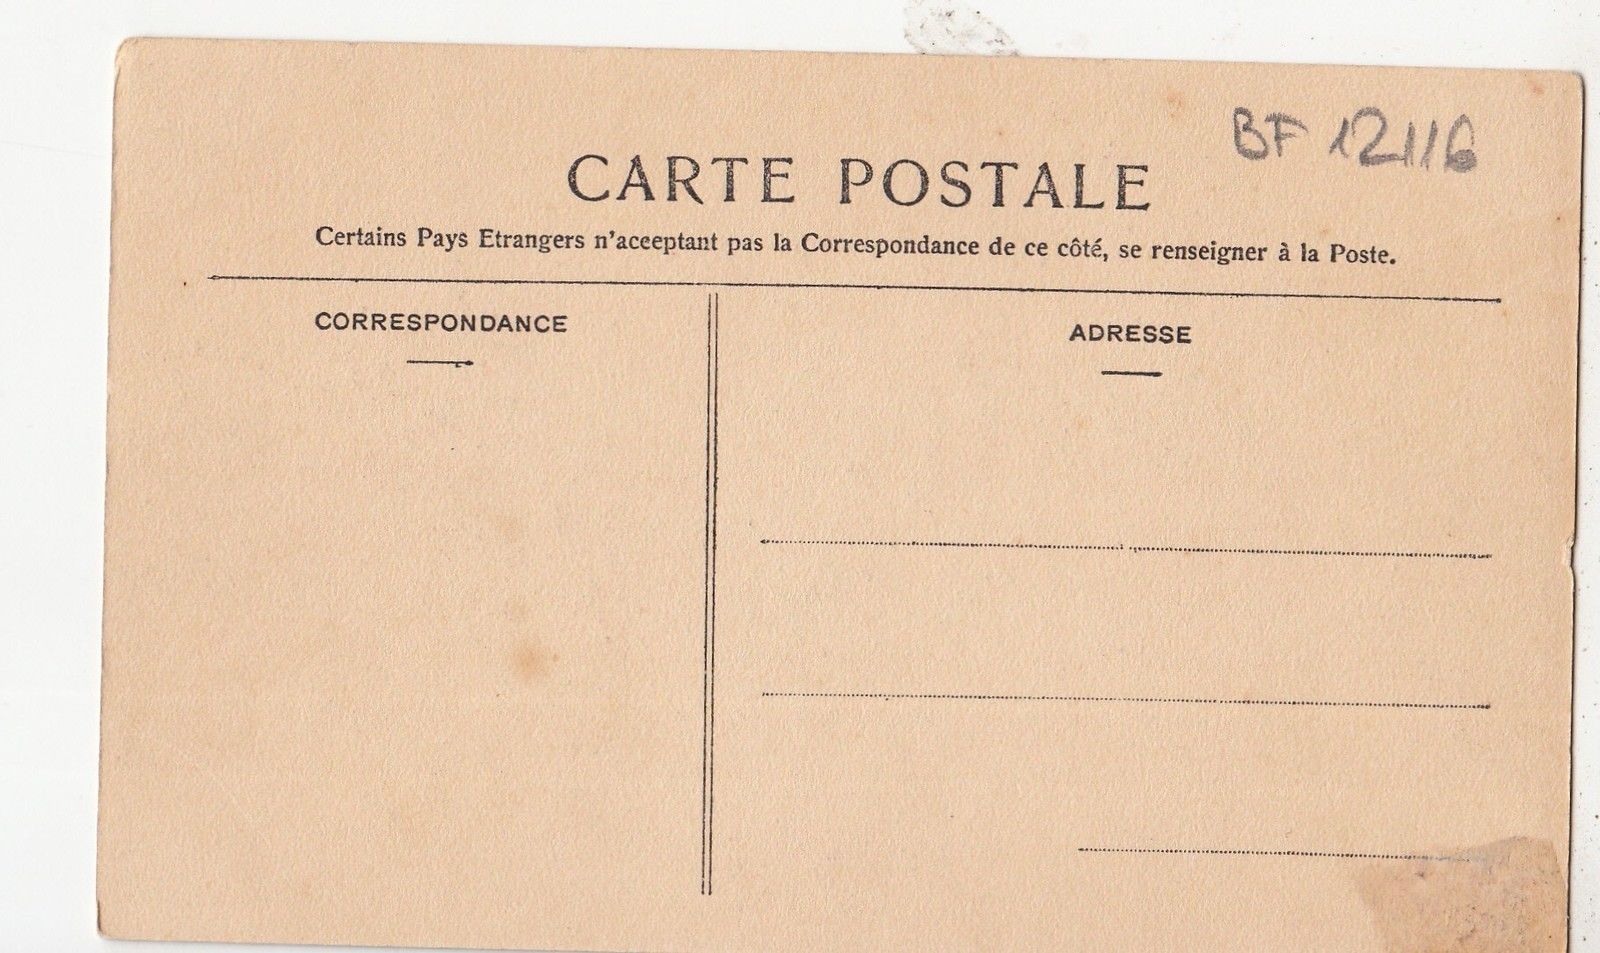 BF 12116
CARTE POSTALE
Certains Pays Etrangers n'aceeptant pas la Correspondance de ce côté, se renseigner à la Poste.
CORRESPONDANCE
ADRESSE